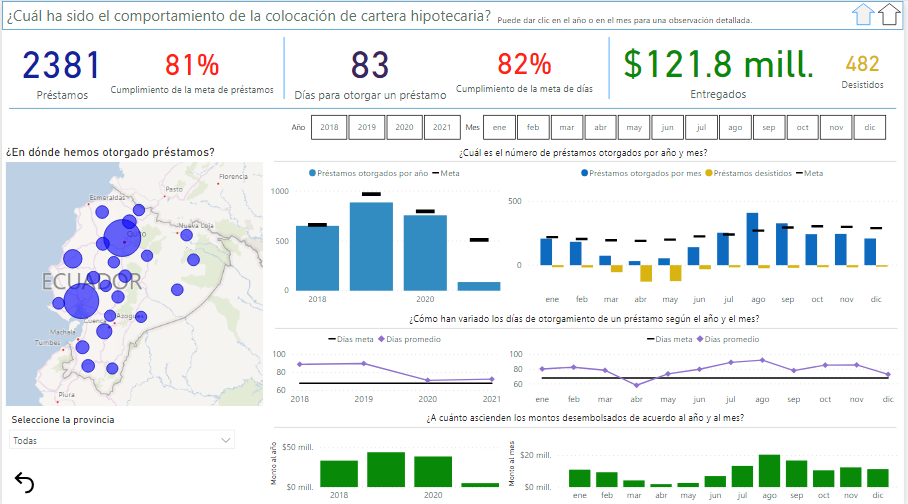 ¿Cuál ha sido el comportamiento de la colocación de cartera hipotecaria? Puede dar clic en el año o en el mes para una observación detallada.
2381
Préstamos
81%
Cumplimiento de la meta de préstamos
83
Días para otorgar un préstamo
82%
Cumplimiento de la meta de días
$121.8 mill.
Entregados
482
Desistidos
Año 2018 2019 2020 2021 Mes ene feb mar abr may jun jul ago sep oct nov dic
¿En dónde hemos otorgado préstamos?
Florencia
Pasto
Esmeraldas
Nueva Loja
Quito
ECUADOR
Azogues
Cuenca
Machala
Tumbes
Piura
Seleccione la provincia
Todas
¿Cuál es el número de préstamos otorgados por año y mes?
Préstamos otorgados por año Meta
1000
500
0
2018 2020
Préstamos otorgados por mes Préstamos desistidos Meta
500
0
ene feb mar abr may jun jul ago sep oct nov dic
¿Cómo han variado los días de otorgamiento de un préstamo según el año y el mes?
Días meta Días promedio
100
80
60
2018 2019 2020 2021
Días meta Días promedio
100
80
60
ene feb mar abr may jun jul ago sep oct nov dic
¿A cuánto ascienden los montos desembolsados de acuerdo al año y al mes?
Monto al año
$50 mill.
$0 mill.
2018 2020
Monto al mes
$20 mill.
$0 mill.
ene feb mar abr may jun jul ago sep oct nov dic